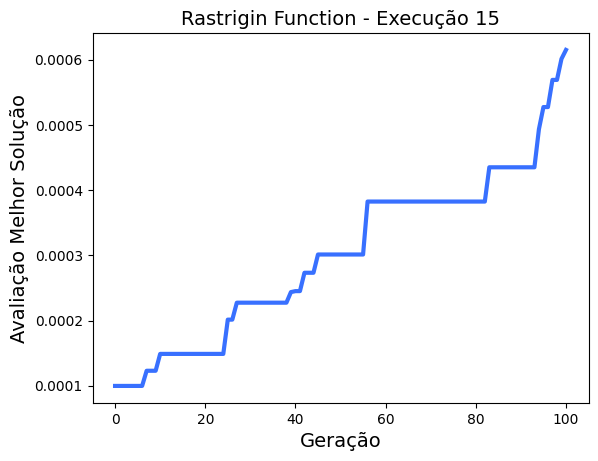 Rastrigin Function - Execução 15
Avaliação Melhor Solução
0.0006
0.0005
0.0004
0.0003
0.0002
0.0001
0 20 40 60 80 100
Geração